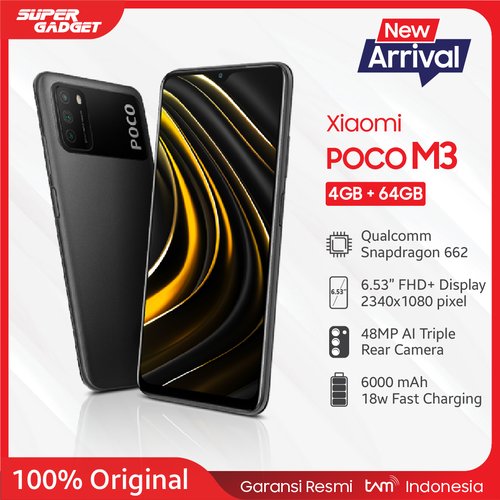 SUPER
GADGET
New
Arrival
POCO
Xiaomi
POCO M3
4GB + 64GB
Qualcomm
Snapdragon 662
6.53"
6.53” FHD+ Display
2340x1080 pixel
48MP AI Triple
Rear Camera
6000 mAh
18w Fast Charging
100% Original
Garansi Resmi
tam Indonesia